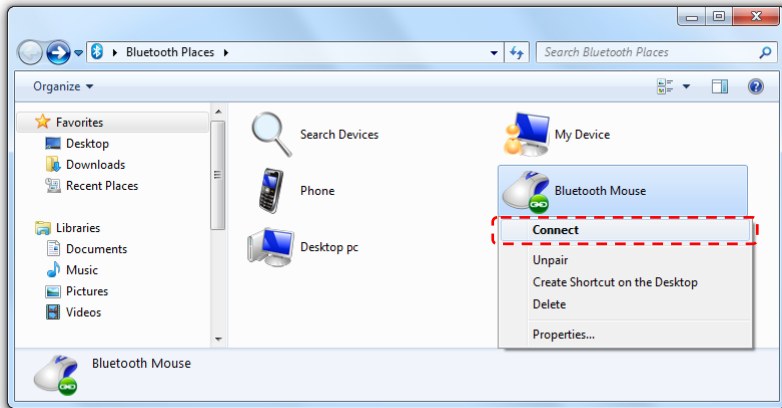 Bluetooth Places
Search Bluetooth Places
Organize
Favorites
Desktop
Downloads
Recent Places
Libraries
Documents
Music
Pictures
Videos
Search Devices
My Device
Phone
Bluetooth Mouse
Desktop pc
Connect
Unpair
Create Shortcut on the Desktop
Delete
Properties...
Bluetooth Mouse